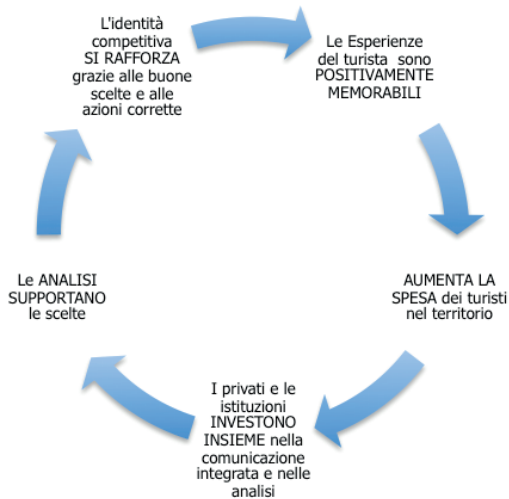 L'identità
competitiva
SI RAFFORZA
grazie alle buone
scelte e alle
azioni corrette
Le Esperienze
del turista sono
POSITIVAMENTE
MEMORABILI
AUMENTA LA
SPESA dei turisti
nel territorio
I privati e le
istituzioni
INVESTONO
INSIEME nella
comunicazione
integrata e nelle
analisi
Le ANALISI
SUPPORTANO
le scelte